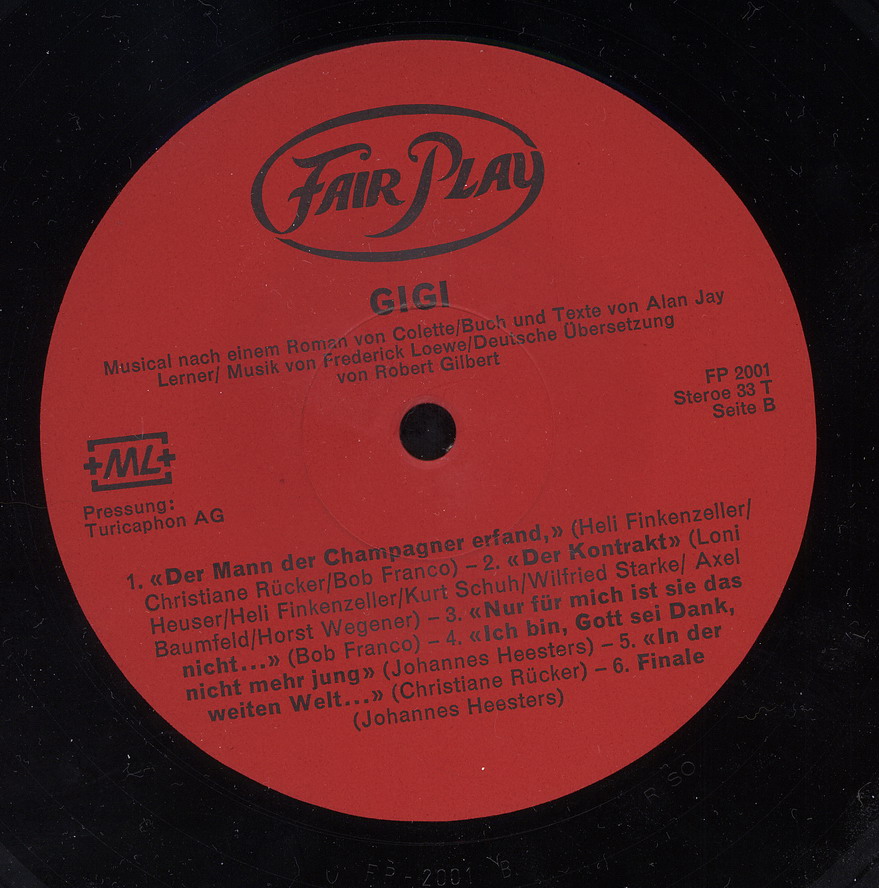 FAIR PLAY
GIGI
Musical nach einem Roman von Colette/Buch und Texte von Alan Jay
Lerner/ Musik von Frederick Loewe/Deutsche Übersetzung
von Robert Gilbert
FP 2001
Steroe 33 T
Seite B
+ML+
Pressung:
Turicaphon AG
1. «Der Mann der Champagner erfand,» (Heli Finkenzeller/
Christiane Rücker/Bob Franco) – 2. «Der Kontrakt» (Loni
Heuser/Heli Finkenzeller/Kurt Schuh/Wilfried Starke/ Axel
Baumfeld/Horst Wegener) – 3. «Nur für mich ist sie das
nicht...» (Bob Franco) – 4. «Ich bin, Gott sei Dank,
nicht mehr jung» (Johannes Heesters) – 5. «In der
weiten Welt...» (Christiane Rücker) – 6. Finale
(Johannes Heesters)
R SO
FP-2001 B